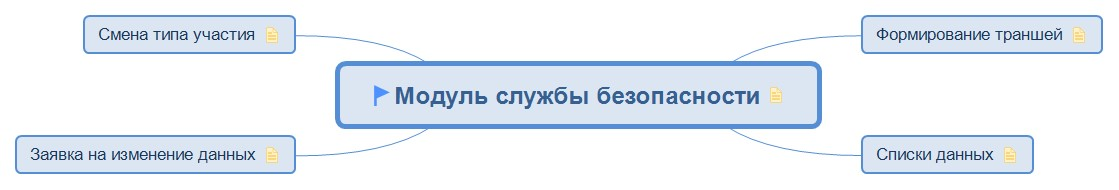 Смена типа участия
Формирование траншей
Модуль службы безопасности
Заявка на изменение данных
Списки данных